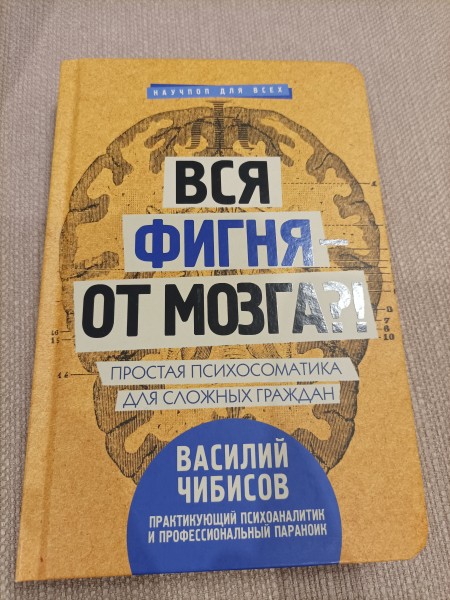 НАУЧПОП ДЛЯ ВСЕХ
ВСЯ
ФИГНЯ –
ОТ МОЗГА?!
ПРОСТАЯ ПСИХОСОМАТИКА
ДЛЯ СЛОЖНЫХ ГРАЖДАН
ВАСИЛИЙ
ЧИБИСОВ
ПРАКТИКУЮЩИЙ ПСИХОАНАЛИТИК
И ПРОФЕССИОНАЛЬНЫЙ ПАРАНОИК